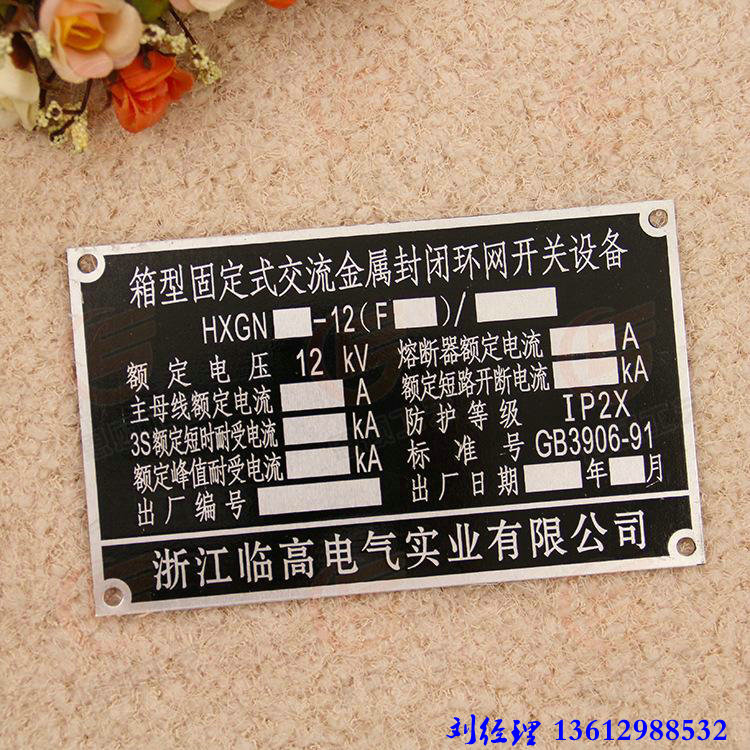 箱型固定式交流金属封闭环网开关设备
HXGN -12(F )/
额定电压 12 kV
主母线额定电流 A
3S额定短时耐受电流 kA
额定峰值耐受电流 kA
出厂编号
熔断器额定电流 A
额定短路开断电流 kA
防护等级 IP2X
标准号 GB3906-91
出厂日期 年 月
浙江临高电气实业有限公司
刘经理 13612988532